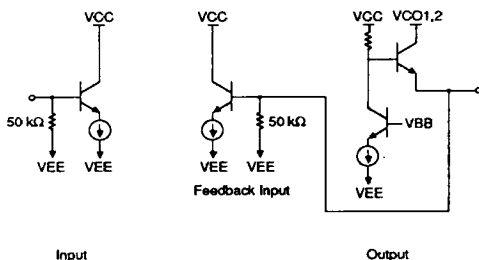 VCC
VCC
VCC VCO1,2
50 kΩ
50 kΩ
VBB
VEE VEE
VEE VEE
VEE
Feedback Input
Input
Output